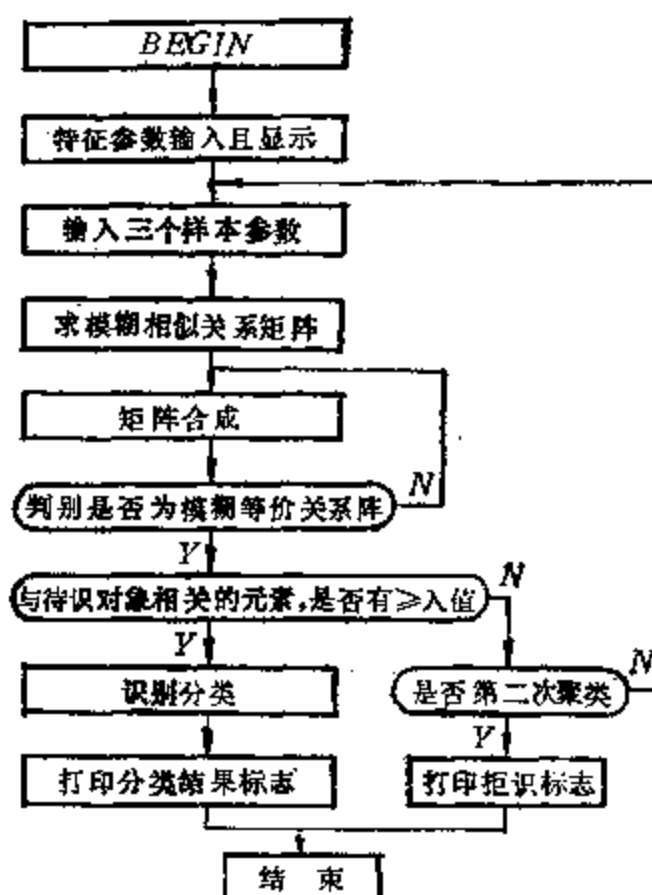 BEGIN
特征参数输入且显示
输入三个样本参数
求模糊相似关系矩阵
矩阵合成
N
判别是否为模糊等价关系阵
Y
N
与待识对象相关的元素,是否有≥入值
Y
N
识别分类
是否第二次聚类
Y
打印分类结果标志
打印拒识标志
结 束